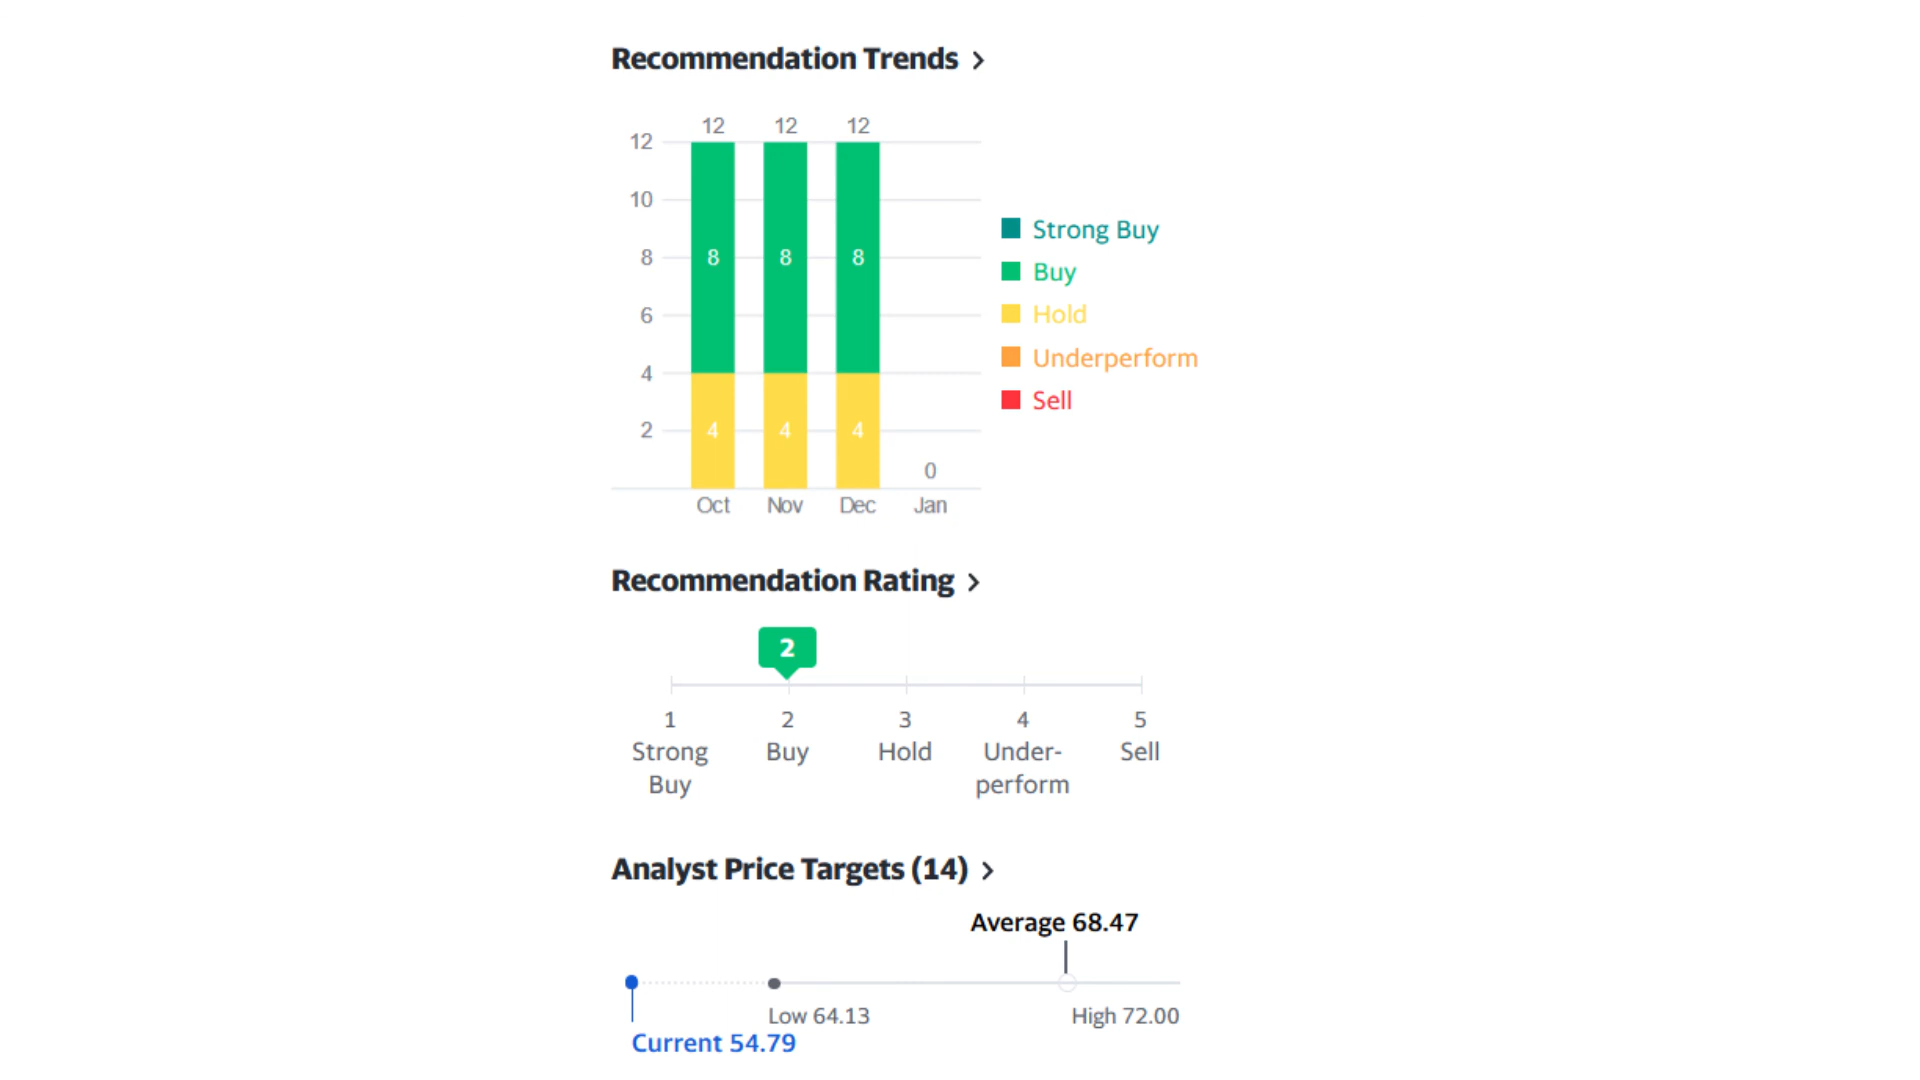 Recommendation Trends >
12 12 12
12
10
8 8 8 8
6
4
2 4 4 4
0
Oct Nov Dec Jan
Strong Buy
Buy
Hold
Underperform
Sell
Recommendation Rating >
2
1 2 3 4 5
Strong Buy Hold Under- Sell
Buy perform
Analyst Price Targets (14) >
Average 68.47
Low 64.13 High 72.00
Current 54.79